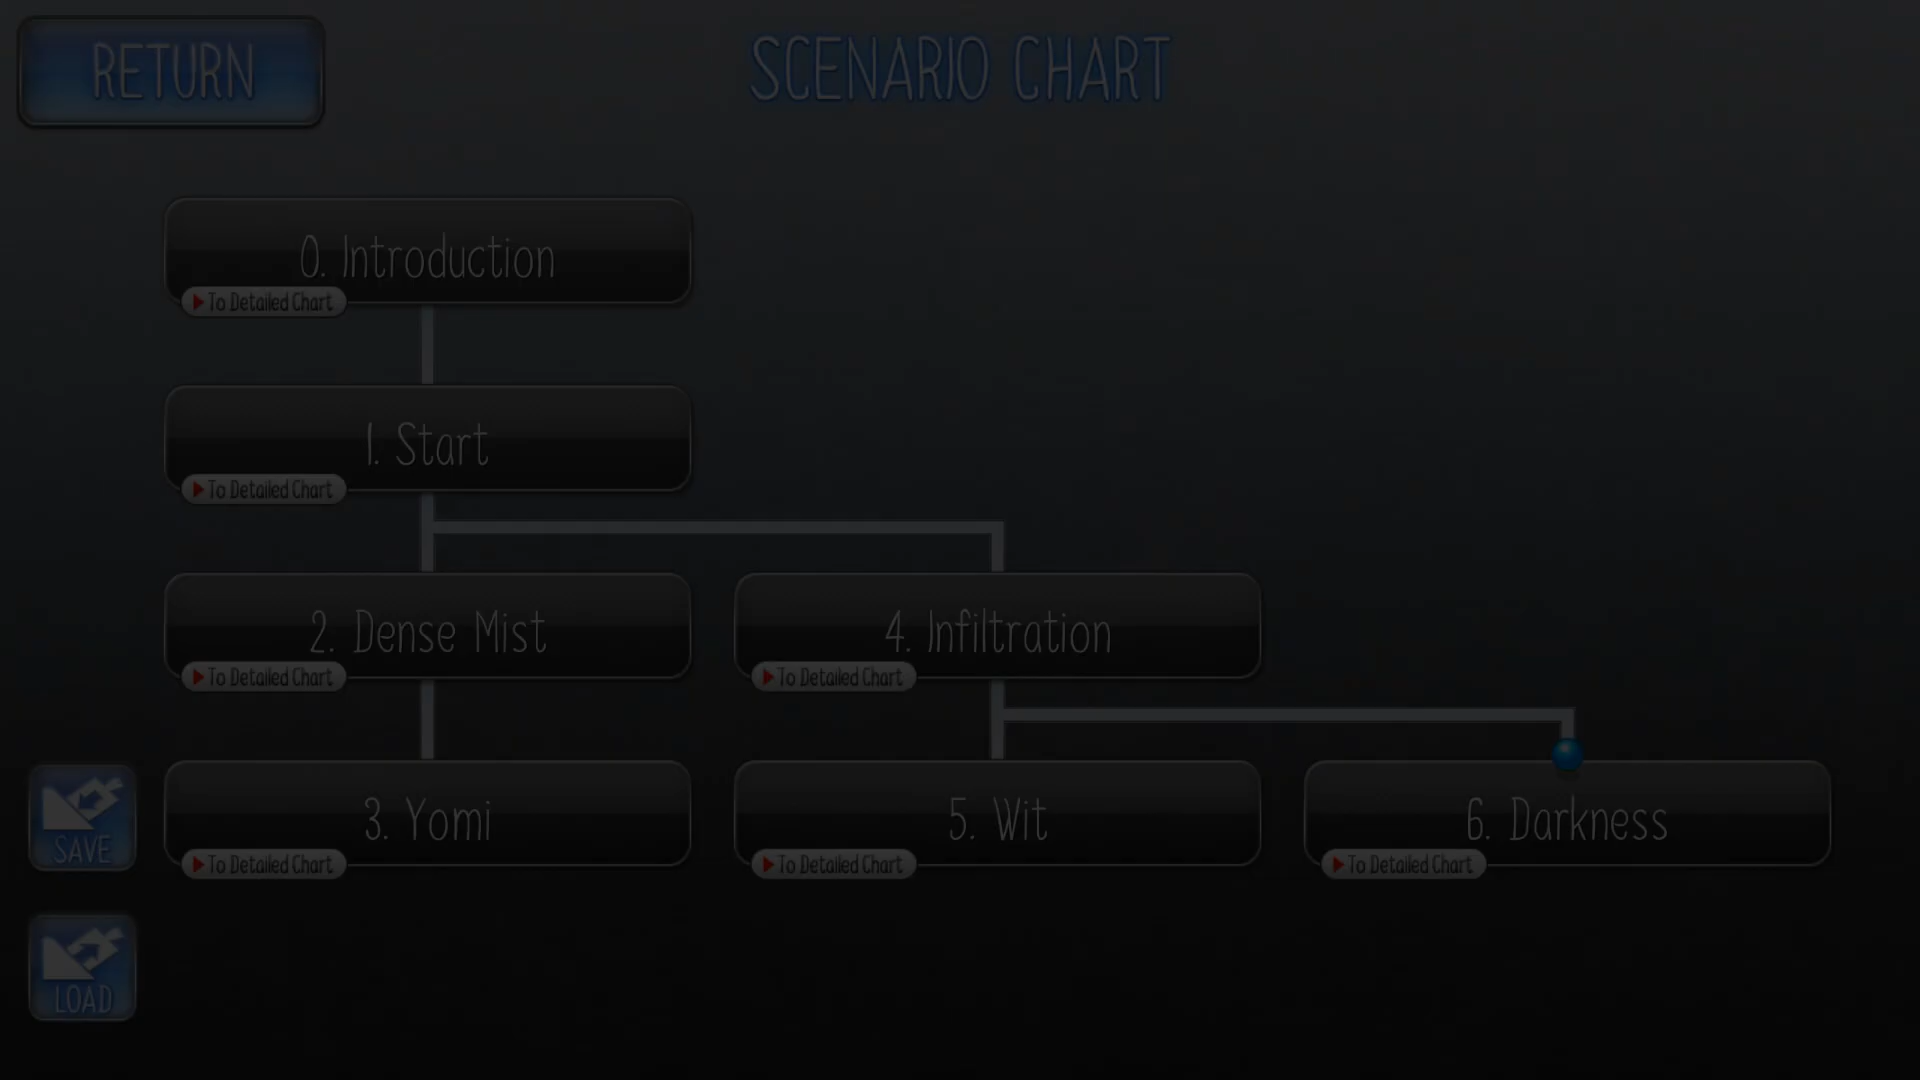 RETURN
SCENARIO CHART
0. Introduction
To Detailed Chart
1. Start
To Detailed Chart
2. Dense Mist
To Detailed Chart
4. Infiltration
To Detailed Chart
3. Yomi
To Detailed Chart
5. Wit
To Detailed Chart
6. Darkness
To Detailed Chart
SAVE
LOAD